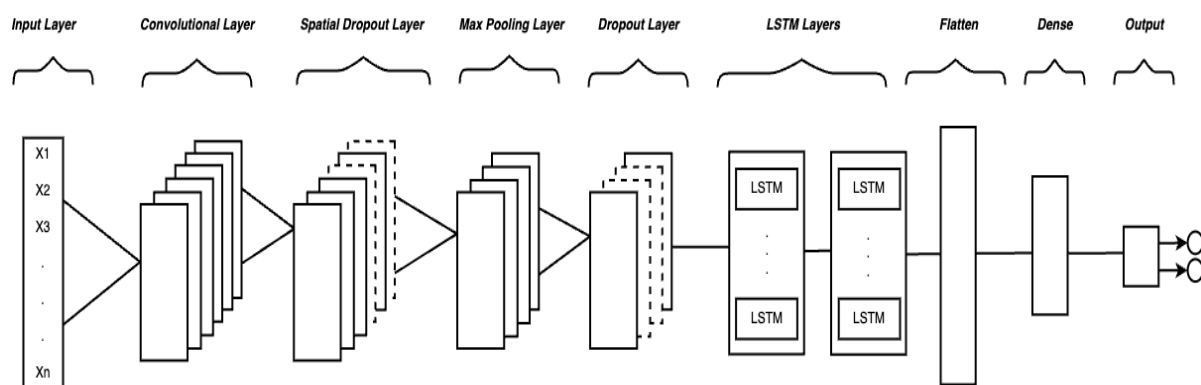 Input Layer Convolutional Layer Spatial Dropout Layer Max Pooling Layer Dropout Layer LSTM Layers Flatten Dense Output
X1
X2 LSTM LSTM
X3
.
.
.
LSTM LSTM
Xn